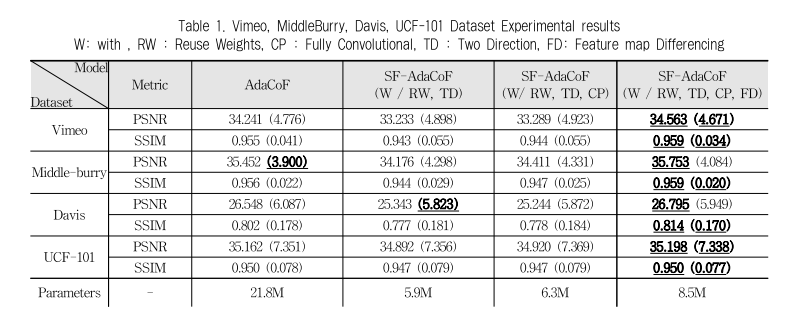 Table 1. Vimeo, MiddleBurry, Davis, UCF-101 Dataset Experimental results
W: with , RW : Reuse Weights, CP : Fully Convolutional, TD : Two Direction, FD: Feature map Differencing
Model
Dataset
Metric
AdaCoF
SF-AdaCoF
(W / RW, TD)
SF-AdaCoF
(W/ RW, TD, CP)
SF-AdaCoF
(W / RW, TD, CP, FD)
Vimeo
PSNR 34.241 (4.776) 33.233 (4.898) 33.289 (4.923) 34.563 (4.671)
SSIM 0.955 (0.041) 0.943 (0.055) 0.944 (0.055) 0.959 (0.034)
Middle-burry
PSNR 35.452 (3.900) 34.176 (4.298) 34.411 (4.331) 35.753 (4.084)
SSIM 0.956 (0.022) 0.944 (0.029) 0.947 (0.025) 0.959 (0.020)
Davis
PSNR 26.548 (6.087) 25.343 (5.823) 25.244 (5.872) 26.795 (5.949)
SSIM 0.802 (0.178) 0.777 (0.181) 0.778 (0.184) 0.814 (0.170)
UCF-101
PSNR 35.162 (7.351) 34.892 (7.356) 34.920 (7.369) 35.198 (7.338)
SSIM 0.950 (0.078) 0.947 (0.079) 0.947 (0.079) 0.950 (0.077)
Parameters - 21.8M 5.9M 6.3M 8.5M